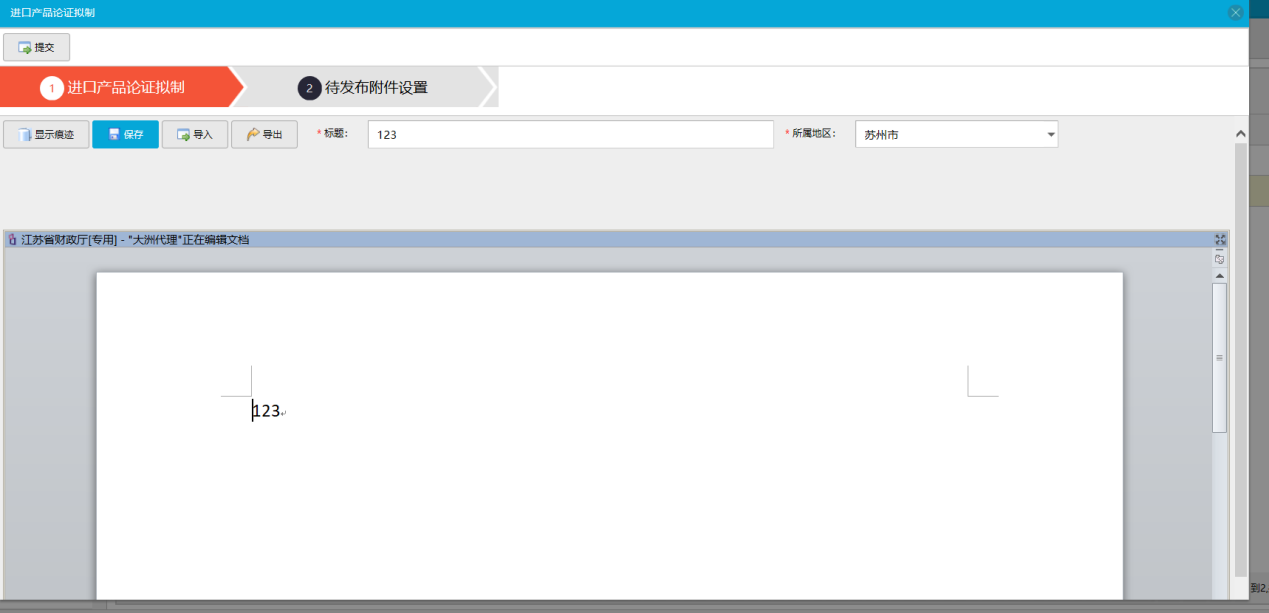 进口产品论证拟制
提交
1 进口产品论证拟制 2 待发布附件设置
显示痕迹 保存 导入 导出 *标题： 123 *所属地区： 苏州市
江苏省财政厅[专用] - "大洲代理"正在编辑文档
123
到2,